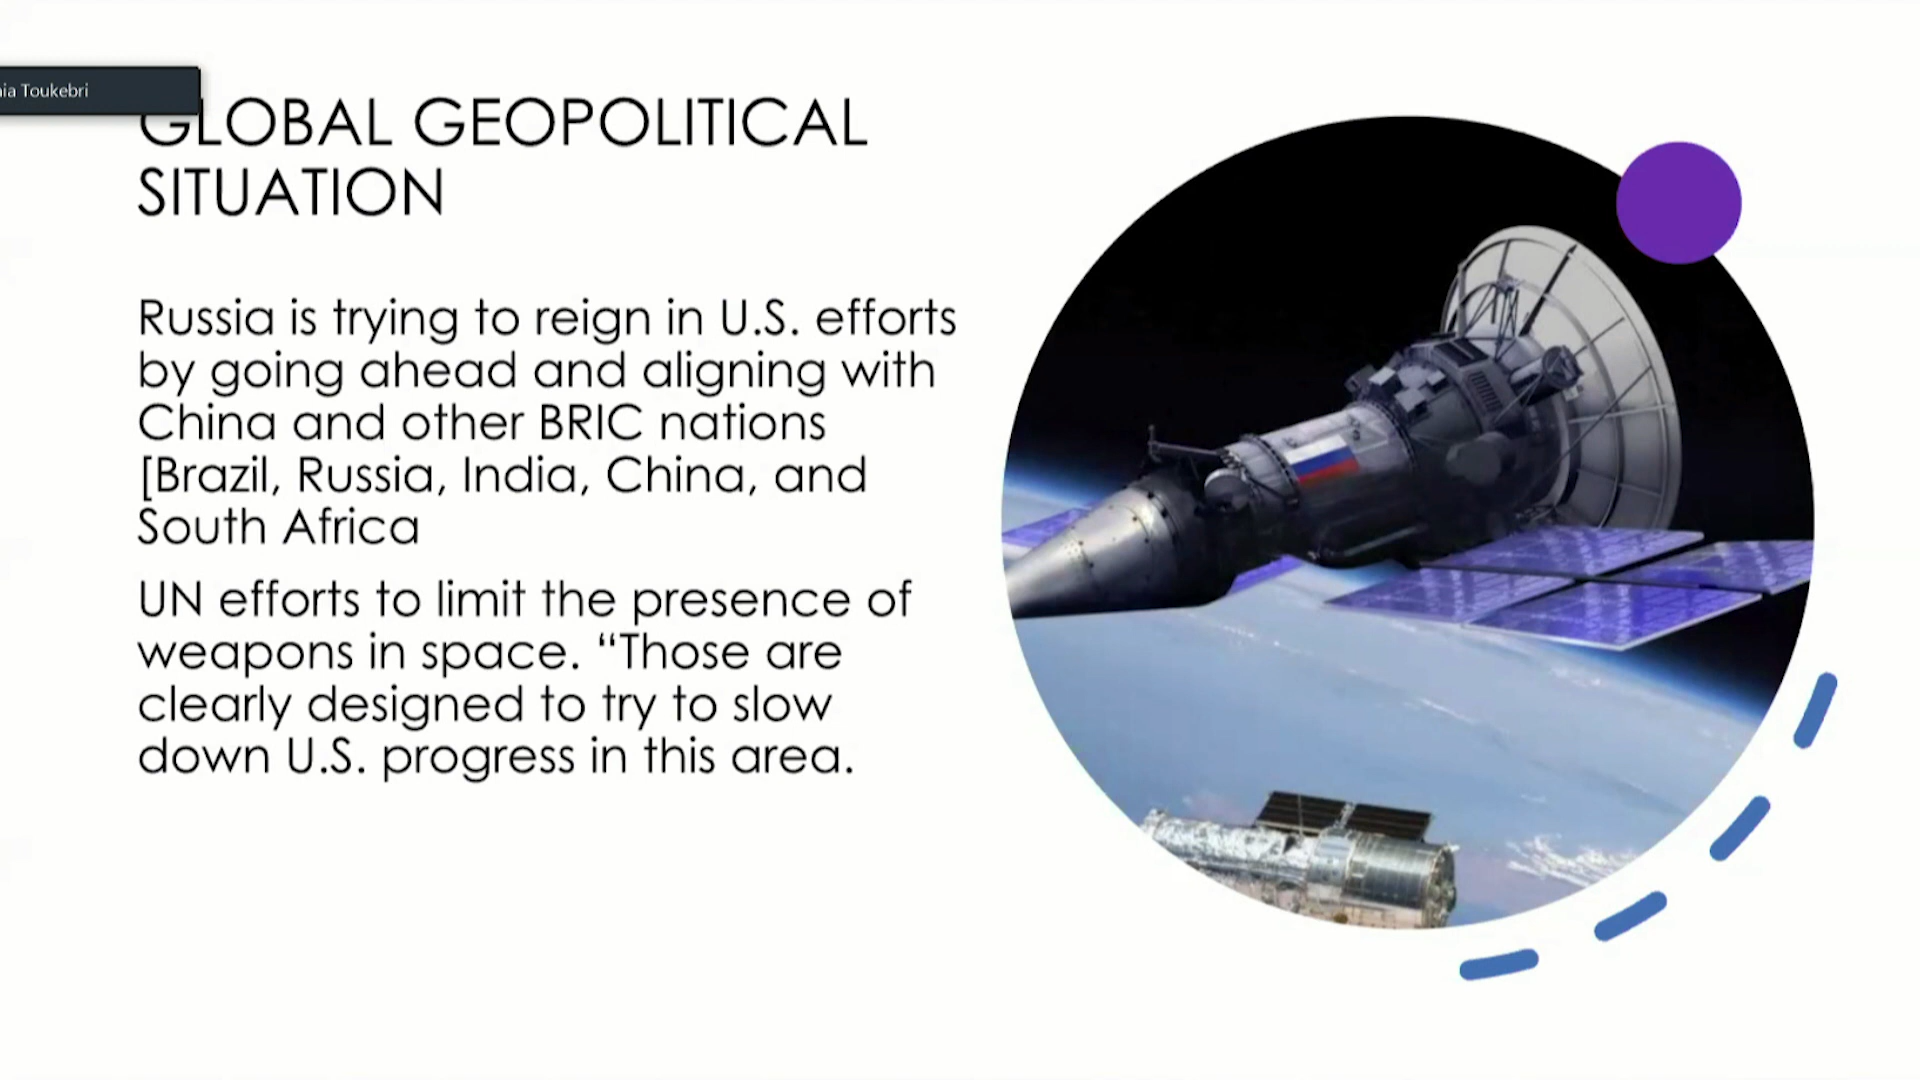 Toukebri
GLOBAL GEOPOLITICAL
SITUATION
Russia is trying to reign in U.S. efforts
by going ahead and aligning with
China and other BRIC nations
[Brazil, Russia, India, China, and
South Africa
UN efforts to limit the presence of
weapons in space. “Those are
clearly designed to try to slow
down U.S. progress in this area.